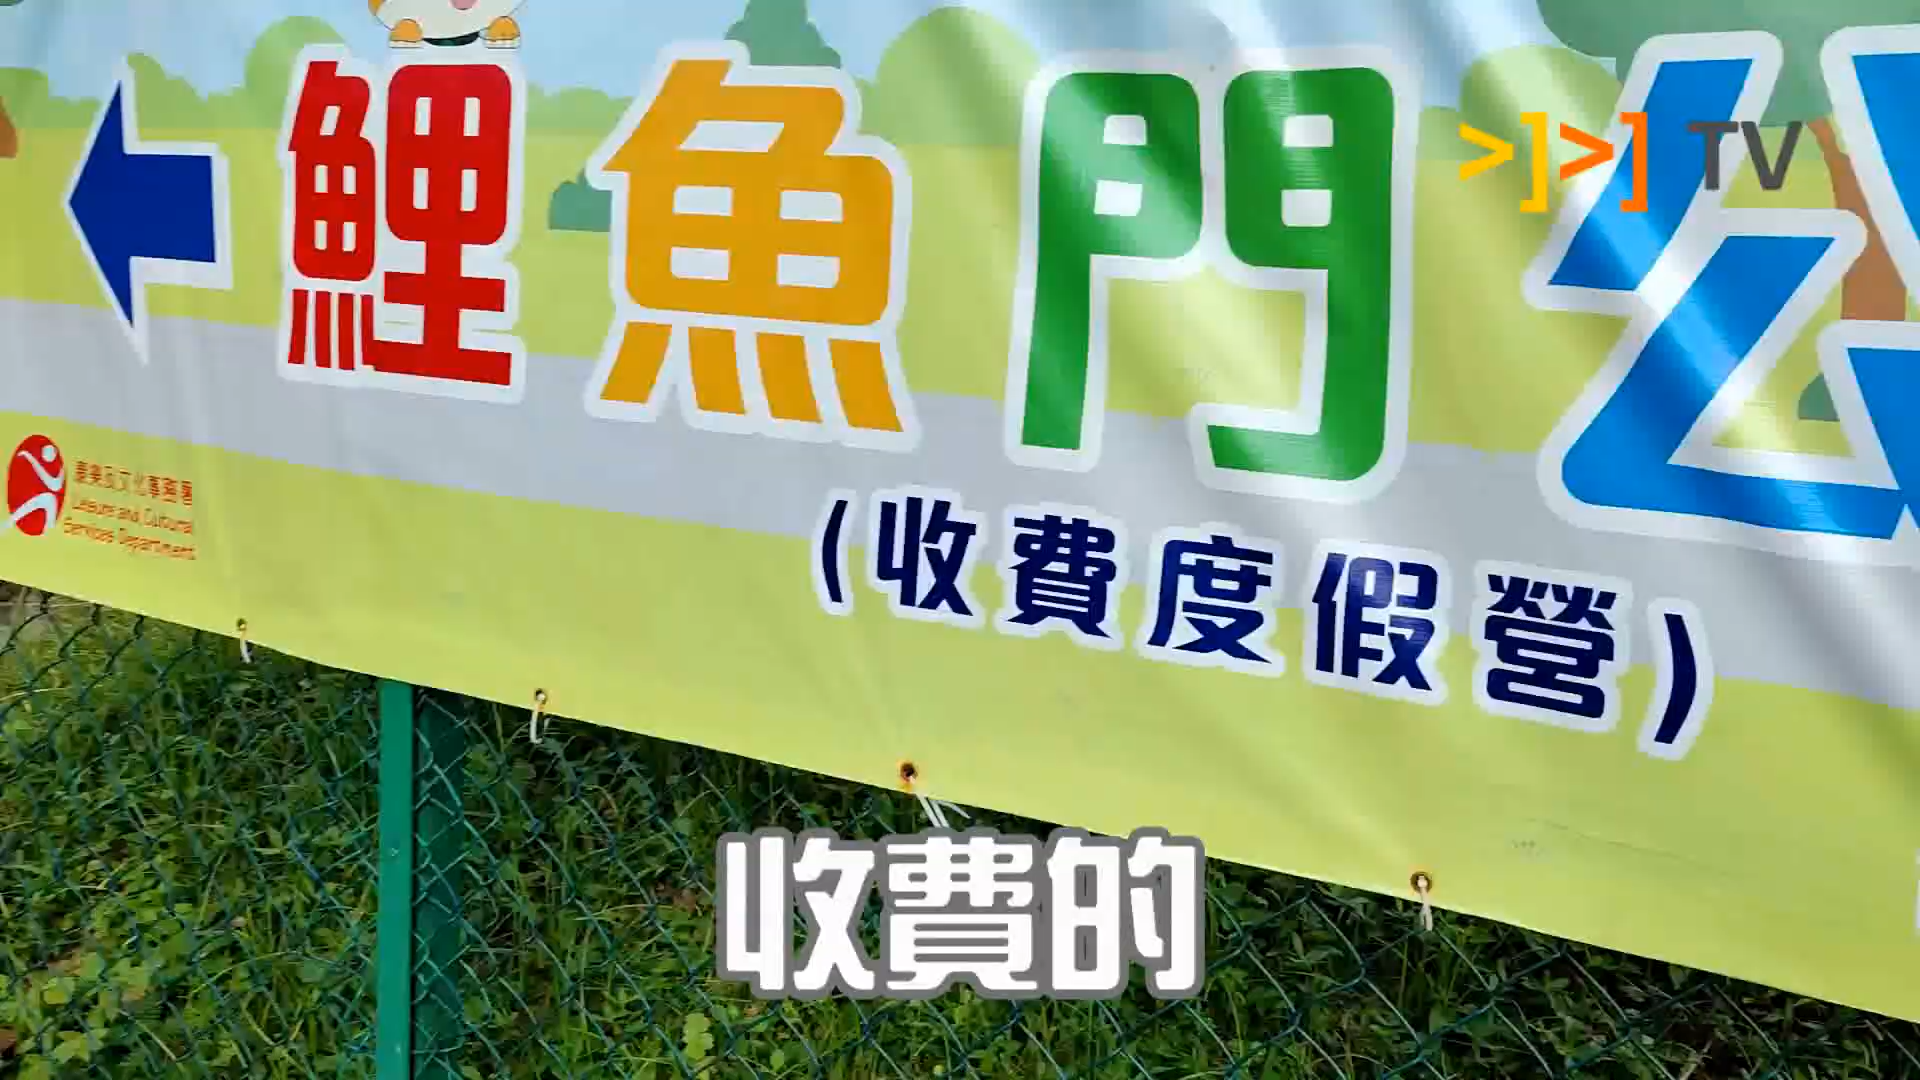 鯉魚門公
>]>] TV
(收費度假營)
康樂及文化事務署
Leisure and Cultural
Services Department
收費的